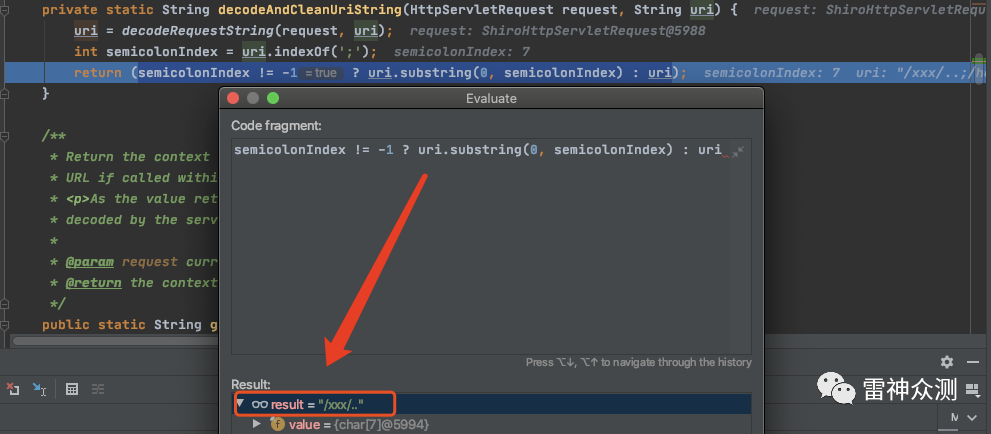 private static String decodeAndCleanUriString(HttpServletRequest request, String uri) { request: ShiroHttpServletRequ
uri = decodeRequestString(request, uri); request: ShiroHttpServletRequest@5988
int semicolonIndex = uri.indexOf(';'); semicolonIndex: 7
return (semicolonIndex != -1 = true ? uri.substring(0, semicolonIndex) : uri); semicolonIndex: 7 uri: "/xxx/..;/h
}
Evaluate
Code fragment:
semicolonIndex != -1 ? uri.substring(0, semicolonIndex) : uri
/**
* Return the context
* URL if called withi
* <p>As the value ret
* decoded by the serv
*
* @param request curr
* @return the context
*/
public static String g
Press ⌥↓, ⌥↑ to navigate through the history
Result:
result = "/xxx/.."
f value = {char[7]@5994}
雷神众测
M